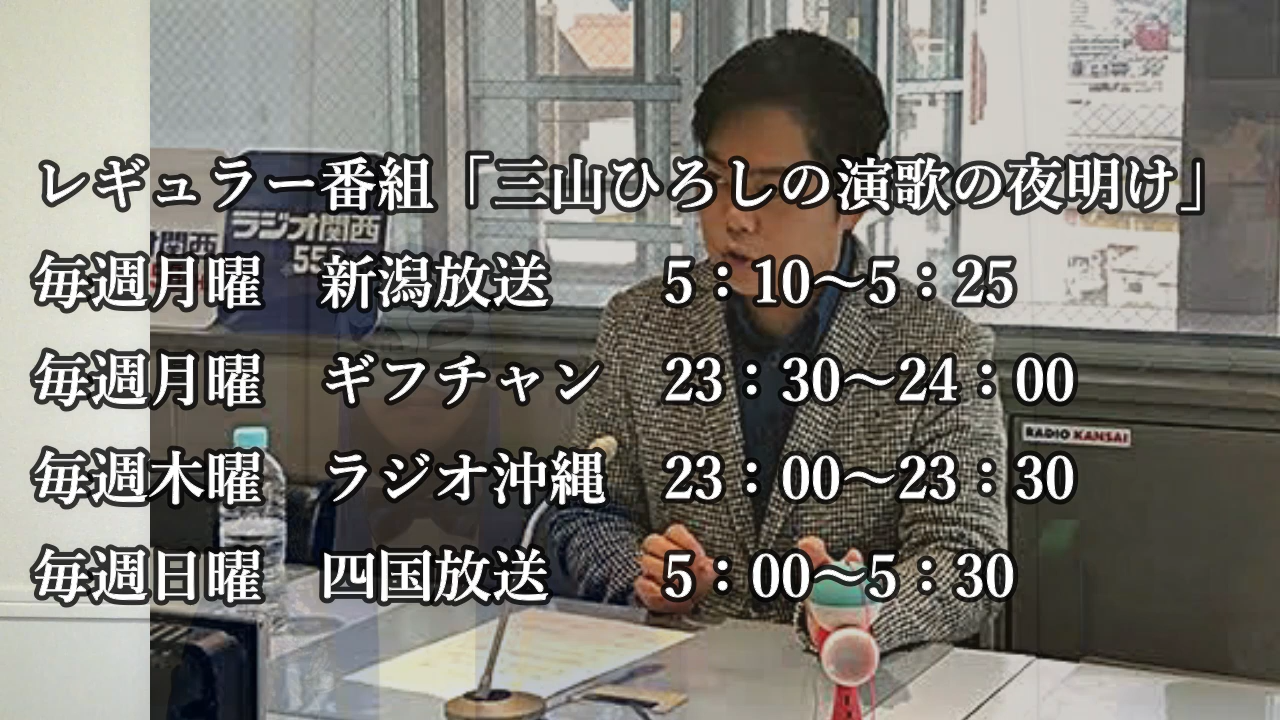 レギュラー番組「三山ひろしの演歌の夜明け」
毎週月曜　新潟放送　5：10～5：25
毎週月曜　ギフチャン　23：30～24：00
毎週木曜　ラジオ沖縄　23：00～23：30
毎週日曜　四国放送　5：00～5：30
ラジオ関西
関西
RADIO KANSAI